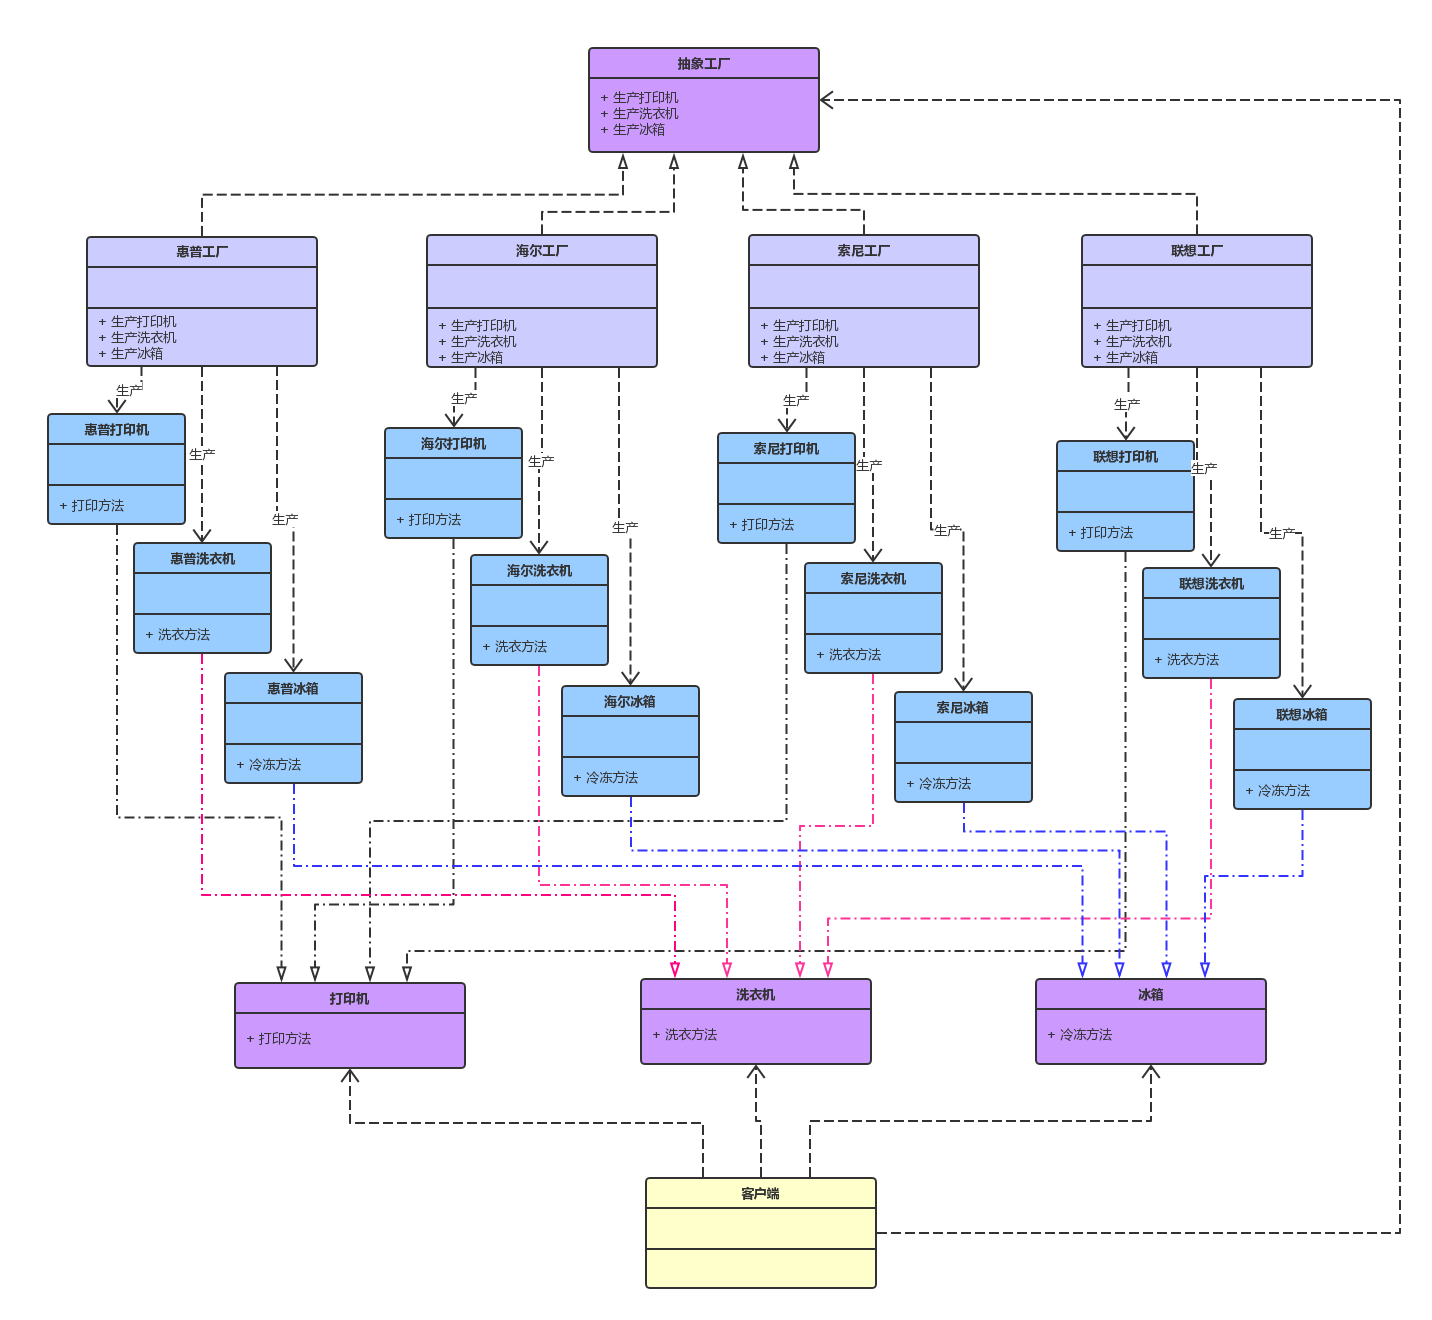 抽象工厂
+ 生产打印机
+ 生产洗衣机
+ 生产冰箱
惠普工厂
+ 生产打印机
+ 生产洗衣机
+ 生产冰箱
海尔工厂
+ 生产打印机
+ 生产洗衣机
+ 生产冰箱
索尼工厂
+ 生产打印机
+ 生产洗衣机
+ 生产冰箱
联想工厂
+ 生产打印机
+ 生产洗衣机
+ 生产冰箱
生产
生产
生产
生产
惠普打印机
+ 打印方法
海尔打印机
+ 打印方法
索尼打印机
+ 打印方法
联想打印机
+ 打印方法
生产
生产
生产
生产
惠普洗衣机
+ 洗衣方法
海尔洗衣机
+ 洗衣方法
索尼洗衣机
+ 洗衣方法
联想洗衣机
+ 洗衣方法
生产
生产
生产
生产
惠普冰箱
+ 冷冻方法
海尔冰箱
+ 冷冻方法
索尼冰箱
+ 冷冻方法
联想冰箱
+ 冷冻方法
打印机
+ 打印方法
洗衣机
+ 洗衣方法
冰箱
+ 冷冻方法
客户端